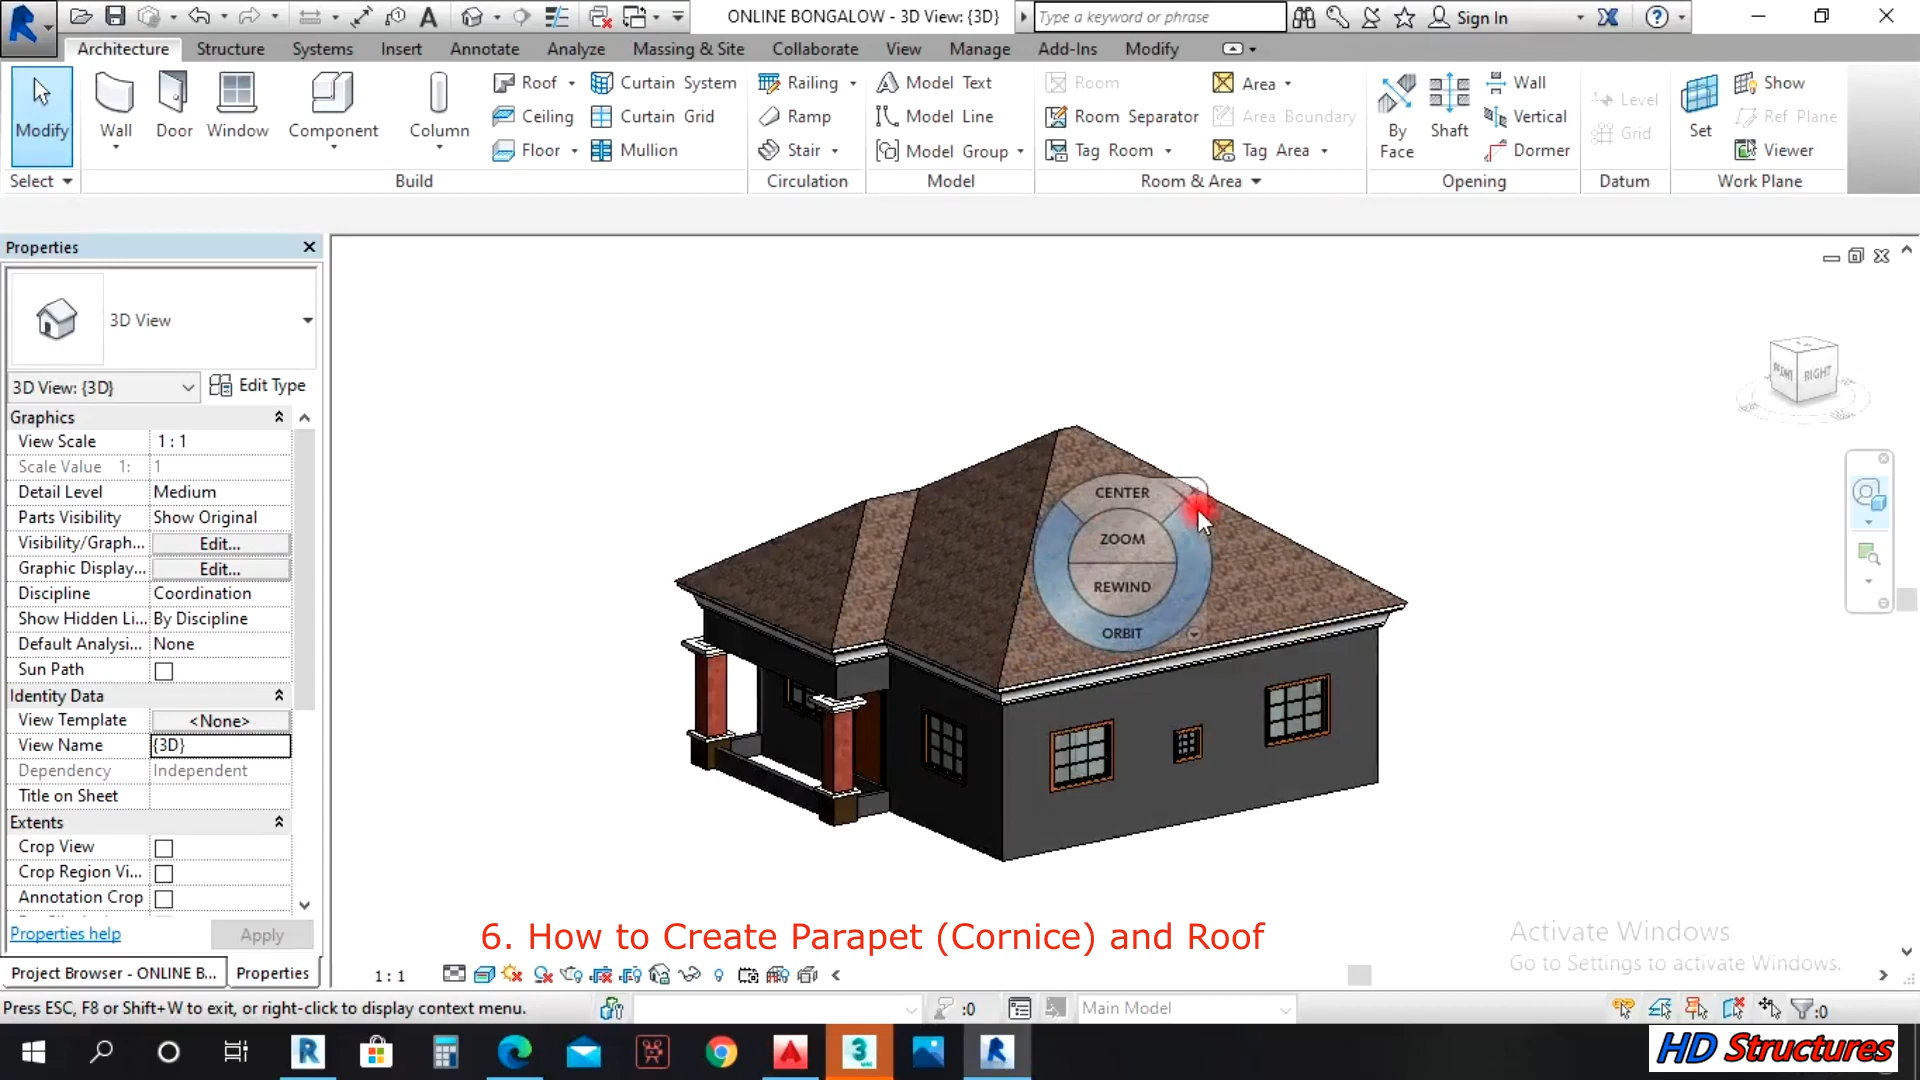 ONLINE BONGALOW - 3D View: {3D}
Type a keyword or phrase
Sign In
Architecture Structure Systems Insert Annotate Analyze Massing & Site Collaborate View Manage Add-Ins Modify
Modify
Wall
Door
Window
Component
Column
Roof
Ceiling
Floor
Curtain System
Curtain Grid
Mullion
Railing
Ramp
Stair
Model Text
Model Line
Model Group
Room
Room Separator
Tag Room
Area
Area Boundary
Tag Area
By Face
Shaft
Wall
Vertical
Dormer
Level
Grid
Set
Show
Ref Plane
Viewer
Select Build Circulation Model Room & Area Opening Datum Work Plane
Properties
3D View
3D View: {3D} Edit Type
Graphics
View Scale 1 : 1
Scale Value 1: 1
Detail Level Medium
Parts Visibility Show Original
Visibility/Graph... Edit...
Graphic Display... Edit...
Discipline Coordination
Show Hidden Li... By Discipline
Default Analysi... None
Sun Path
Identity Data
View Template <None>
View Name {3D}
Dependency Independent
Title on Sheet
Extents
Crop View
Crop Region Vi...
Annotation Crop
Properties help Apply
Project Browser - ONLINE B... Properties
RIGHT
CENTER
ZOOM
REWIND
ORBIT
6. How to Create Parapet (Cornice) and Roof
Activate Windows
Go to Settings to activate Windows.
1 : 1
Press ESC, F8 or Shift+W to exit, or right-click to display context menu.
:0
Main Model
:0
HD Structures